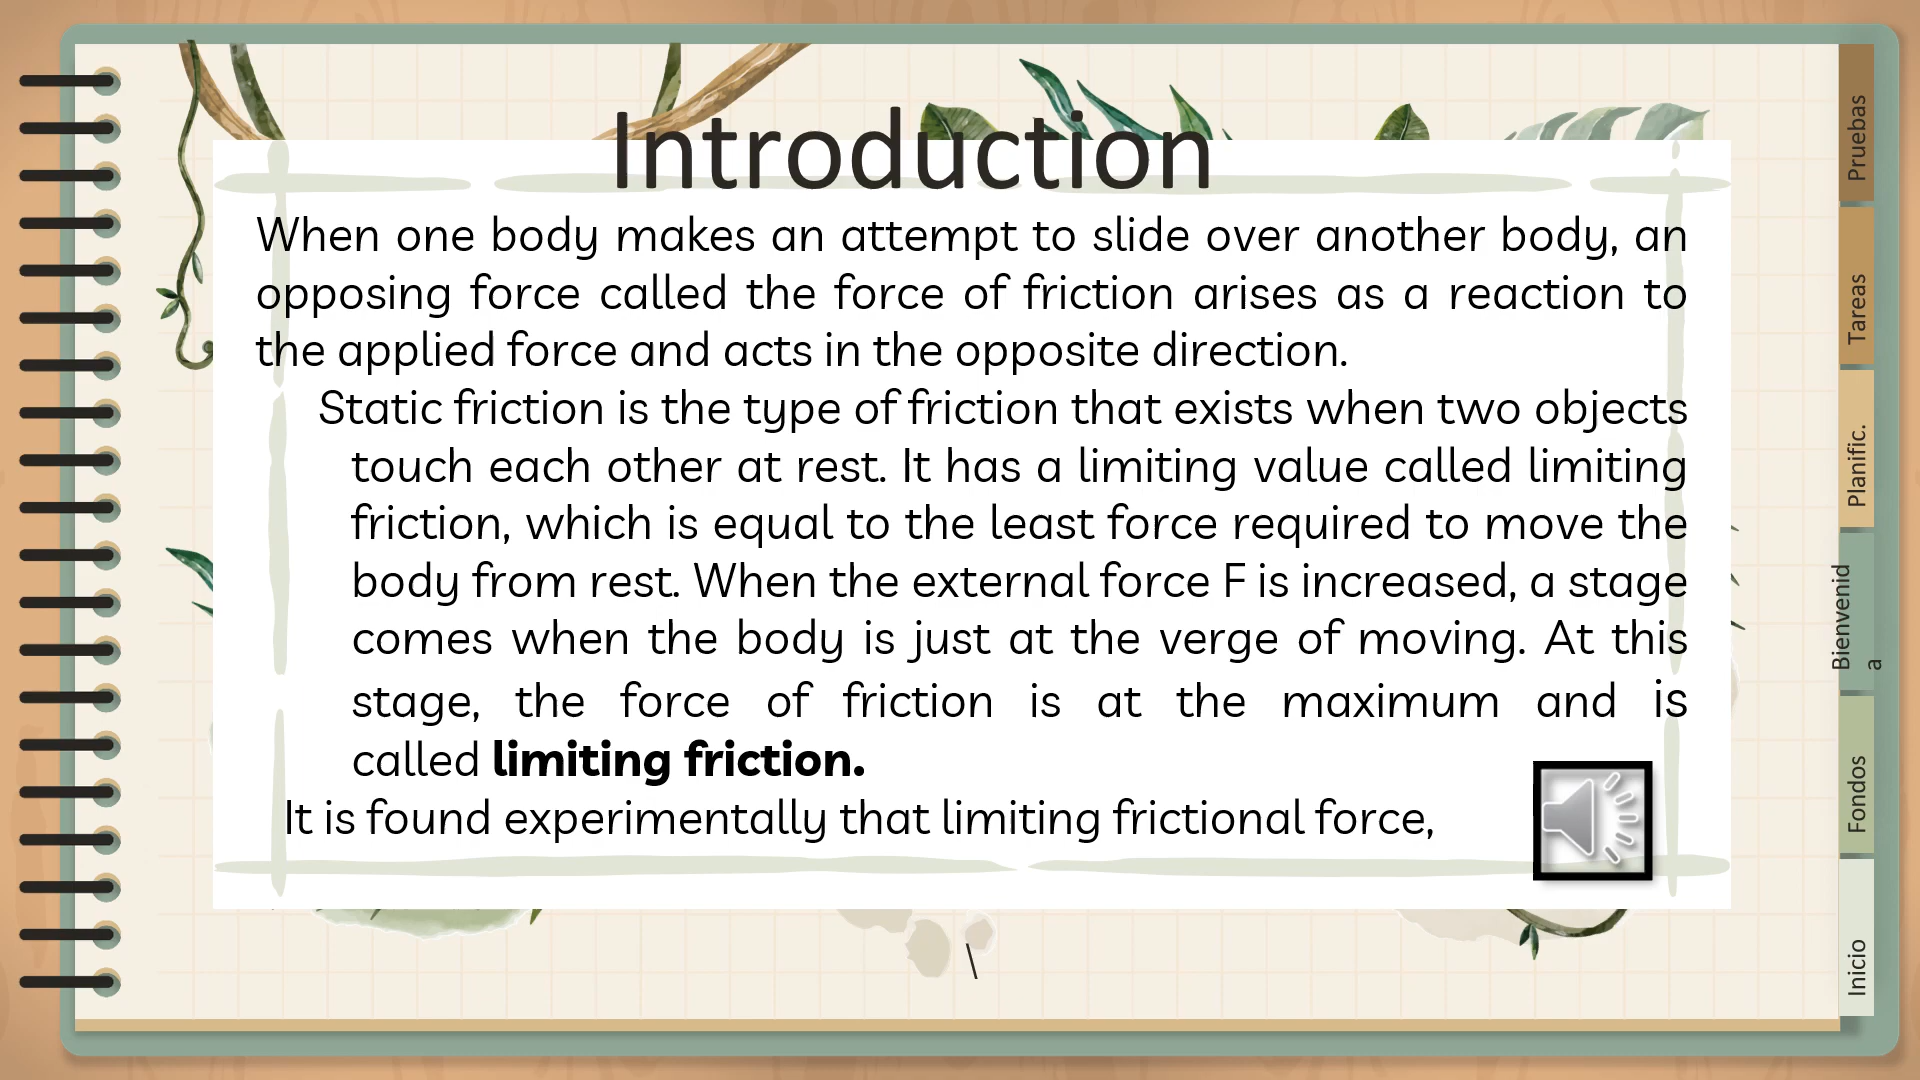 Introduction
When one body makes an attempt to slide over another body, an
opposing force called the force of friction arises as a reaction to
the applied force and acts in the opposite direction.
Static friction is the type of friction that exists when two objects
touch each other at rest. It has a limiting value called limiting
friction, which is equal to the least force required to move the
body from rest. When the external force F is increased, a stage
comes when the body is just at the verge of moving. At this
stage, the force of friction is at the maximum and is
called limiting friction.
It is found experimentally that limiting frictional force,
\
Pruebas
Tareas
Planific.
Bienvenid
a
Fondos
Inicio